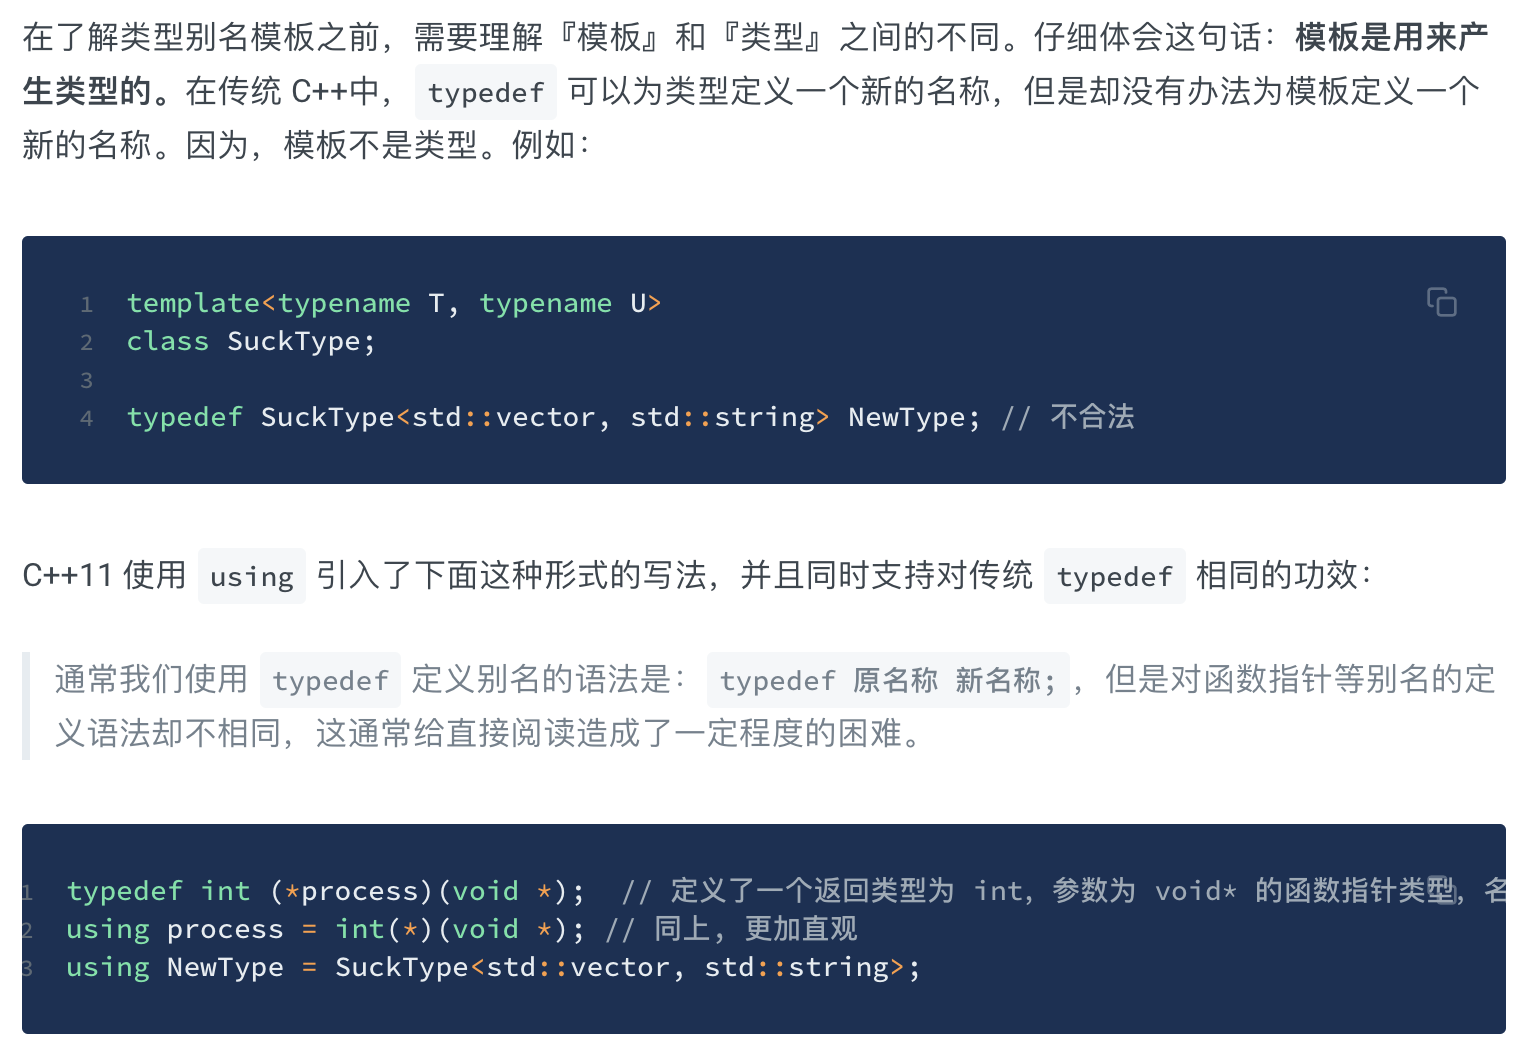 在了解类型别名模板之前，需要理解『模板』和『类型』之间的不同。仔细体会这句话：模板是用来产
生类型的。在传统 C++中， typedef 可以为类型定义一个新的名称，但是却没有办法为模板定义一个
新的名称。因为，模板不是类型。例如：
1 template<typename T, typename U>
2 class SuckType;
3
4 typedef SuckType<std::vector, std::string> NewType; // 不合法
C++11 使用 using 引入了下面这种形式的写法，并且同时支持对传统 typedef 相同的功效：
通常我们使用 typedef 定义别名的语法是： typedef 原名称 新名称; ，但是对函数指针等别名的定
义语法却不相同，这通常给直接阅读造成了一定程度的困难。
1 typedef int (*process)(void *);  // 定义了一个返回类型为 int，参数为 void* 的函数指针类型，名
2 using process = int(*)(void *); // 同上，更加直观
3 using NewType = SuckType<std::vector, std::string>;